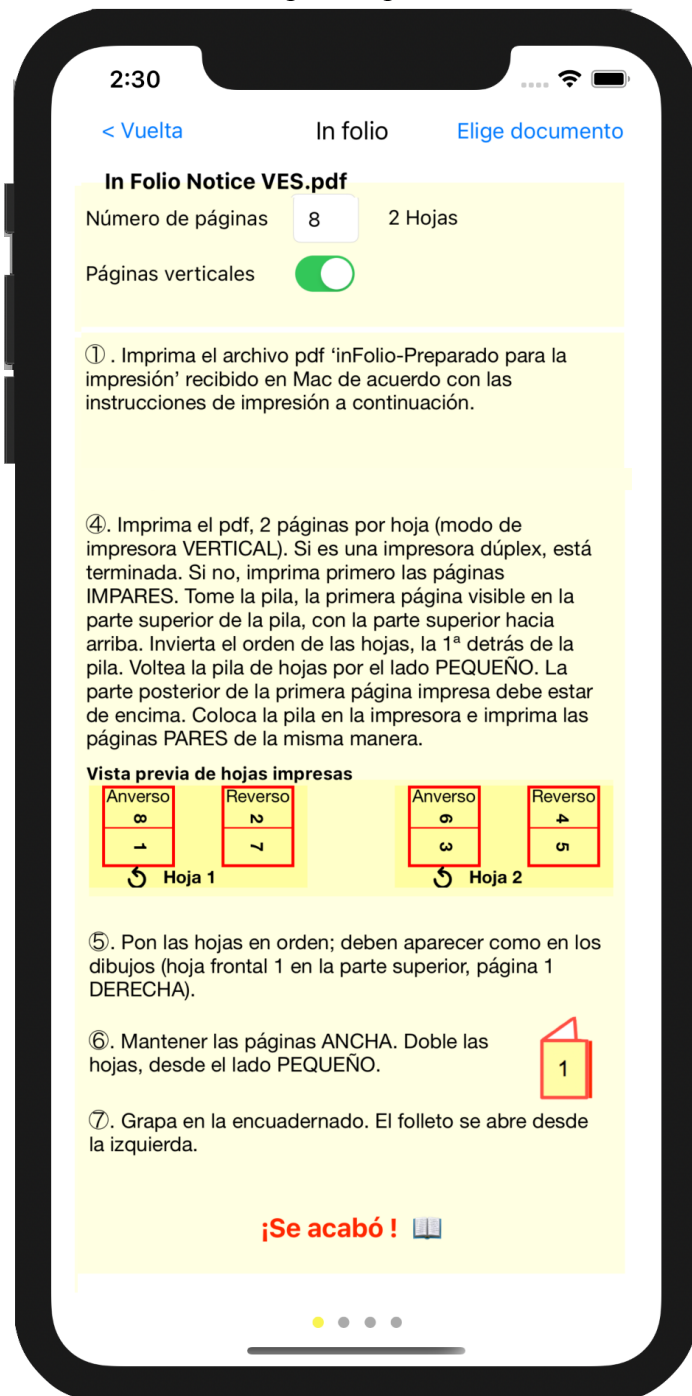 2:30
< Vuelta In folio Elige documento
In Folio Notice VES.pdf
Número de páginas 8 2 Hojas
Páginas verticales
① . Imprima el archivo pdf ‘inFolio-Preparado para la
impresión’ recibido en Mac de acuerdo con las
instrucciones de impresión a continuación.
④. Imprima el pdf, 2 páginas por hoja (modo de
impresora VERTICAL). Si es una impresora dúplex, está
terminada. Si no, imprima primero las páginas
IMPARES. Tome la pila, la primera página visible en la
parte superior de la pila, con la parte superior hacia
arriba. Invierta el orden de las hojas, la 1ª detrás de la
pila. Voltea la pila de hojas por el lado PEQUEÑO. La
parte posterior de la primera página impresa debe estar
de encima. Coloca la pila en la impresora e imprima las
páginas PARES de la misma manera.
Vista previa de hojas impresas
Anverso Reverso Anverso Reverso
8 2 6 4
1 7 3 5
Hoja 1 Hoja 2
⑤. Pon las hojas en orden; deben aparecer como en los
dibujos (hoja frontal 1 en la parte superior, página 1
DERECHA).
⑥. Mantener las páginas ANCHA. Doble las
hojas, desde el lado PEQUEÑO.
1
⑦. Grapa en la encuadernado. El folleto se abre desde
la izquierda.
¡Se acabó !